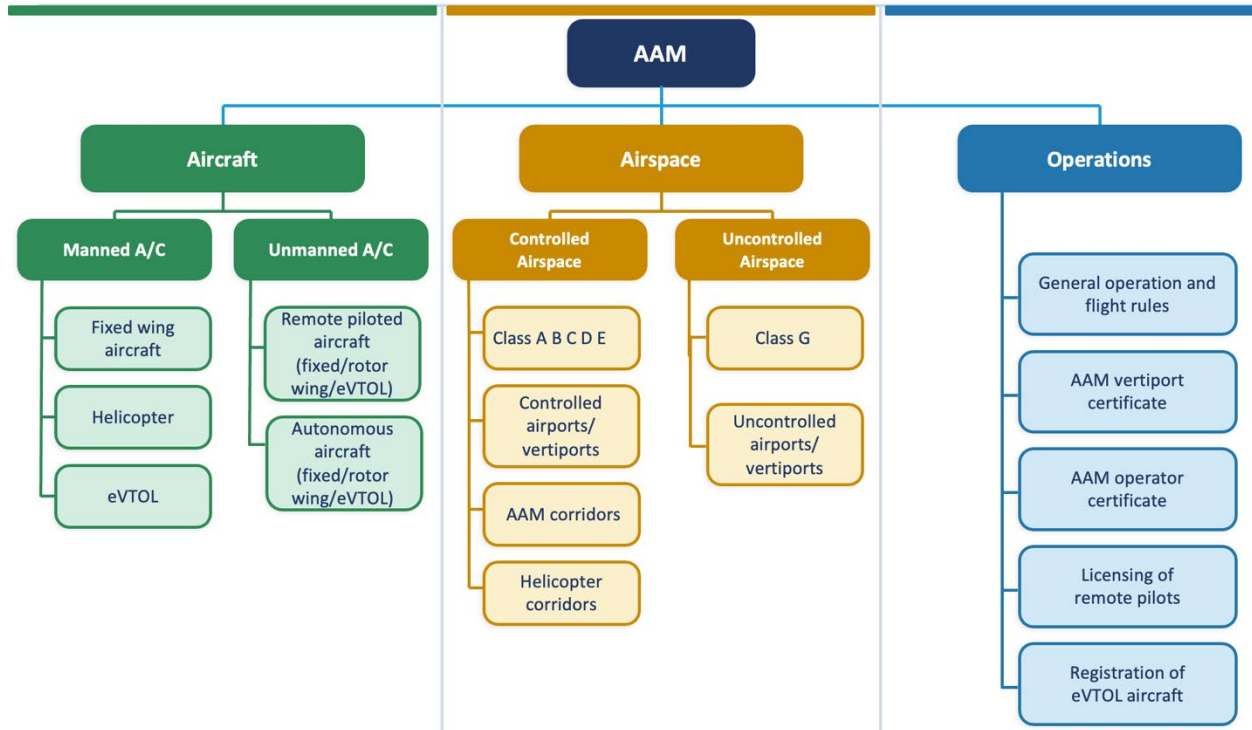 AAM
Aircraft
Airspace
Operations
Manned A/C
Unmanned A/C
Controlled
Airspace
Uncontrolled
Airspace
Fixed wing
aircraft
Helicopter
eVTOL
Remote piloted
aircraft
(fixed/rotor
wing/eVTOL)
Autonomous
aircraft
(fixed/rotor
wing/eVTOL)
Class A B C D E
Controlled
airports/
vertiports
AAM corridors
Helicopter
corridors
Class G
Uncontrolled
airports/
vertiports
General operation and
flight rules
AAM vertiport
certificate
AAM operator
certificate
Licensing of
remote pilots
Registration of
eVTOL aircraft